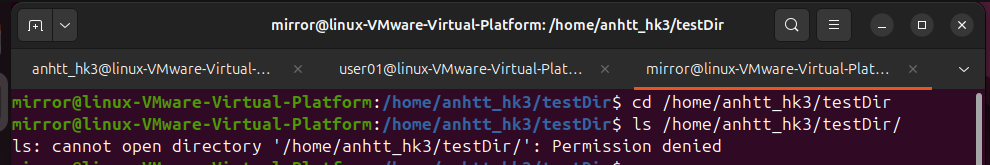 mirror@linux-VMware-Virtual-Platform: /home/anhtt_hk3/testDir
anhtt_hk3@linux-VMware-Virtual-...
user01@linux-VMware-Virtual-Plat...
mirror@linux-VMware-Virtual-Plat...
mirror@linux-VMware-Virtual-Platform:/home/anhtt_hk3/testDir$ cd /home/anhtt_hk3/testDir
mirror@linux-VMware-Virtual-Platform:/home/anhtt_hk3/testDir$ ls /home/anhtt_hk3/testDir/
ls: cannot open directory '/home/anhtt_hk3/testDir/': Permission denied